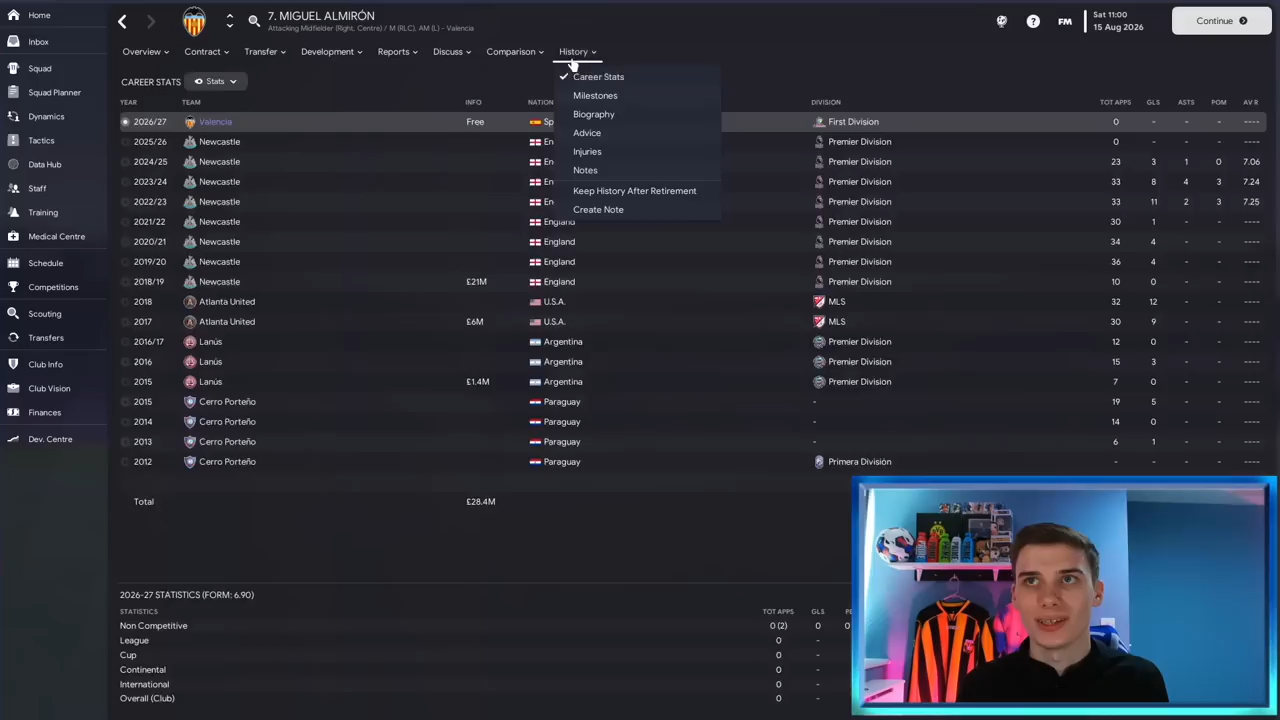 Home
Inbox
Squad
Squad Planner
Dynamics
Tactics
Data Hub
Staff
Training
Medical Centre
Schedule
Competitions
Scouting
Transfers
Club Info
Club Vision
Finances
Dev. Centre
7. MIGUEL ALMIRÓN
Attacking Midfielder (Right, Centre) / M (RLC), AM (L) - Valencia
FM
Sat 11:00
15 Aug 2026
Continue
Overview Contract Transfer Development Reports Discuss Comparison History
CAREER STATS Stats
Career Stats
Milestones
Biography
Advice
Injuries
Notes
Keep History After Retirement
Create Note
YEAR TEAM INFO NATION DIVISION TOT APPS GLS ASTS POM AV R
2026/27 Valencia Free Sp First Division 0 - - - ----
2025/26 Newcastle En Premier Division 0 - - - ----
2024/25 Newcastle En Premier Division 23 3 1 0 7.06
2023/24 Newcastle En Premier Division 33 8 4 3 7.24
2022/23 Newcastle En Premier Division 33 11 2 3 7.25
2021/22 Newcastle England Premier Division 30 1 - - ----
2020/21 Newcastle England Premier Division 34 4 - - ----
2019/20 Newcastle England Premier Division 36 4 - - ----
2018/19 Newcastle £21M England Premier Division 10 0 - - ----
2018 Atlanta United U.S.A. MLS 32 12 - - ----
2017 Atlanta United £6M U.S.A. MLS 30 9 - - ----
2016/17 Lanús Argentina Premier Division 12 0 - - ----
2016 Lanús Argentina Premier Division 15 3 - - ----
2015 Lanús £1.4M Argentina Premier Division 7 0 - - ----
2015 Cerro Porteño Paraguay - 19 5 - - ----
2014 Cerro Porteño Paraguay - 14 0 - - ----
2013 Cerro Porteño Paraguay - 6 1 - - ----
2012 Cerro Porteño Paraguay Primera División - - - - ----
Total £28.4M
2026-27 STATISTICS (FORM: 6.90)
STATISTICS TOT APPS GLS
Non Competitive 0 (2) 0 0
League 0 -
Cup 0 -
Continental 0 -
International 0 -
Overall (Club) 0 -